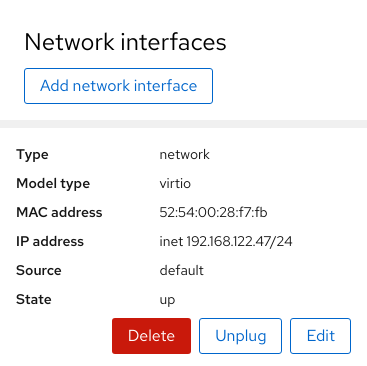 Network interfaces
Add network interface
Type network
Model type virtio
MAC address 52:54:00:28:f7:fb
IP address inet 192.168.122.47/24
Source default
State up
Delete Unplug Edit